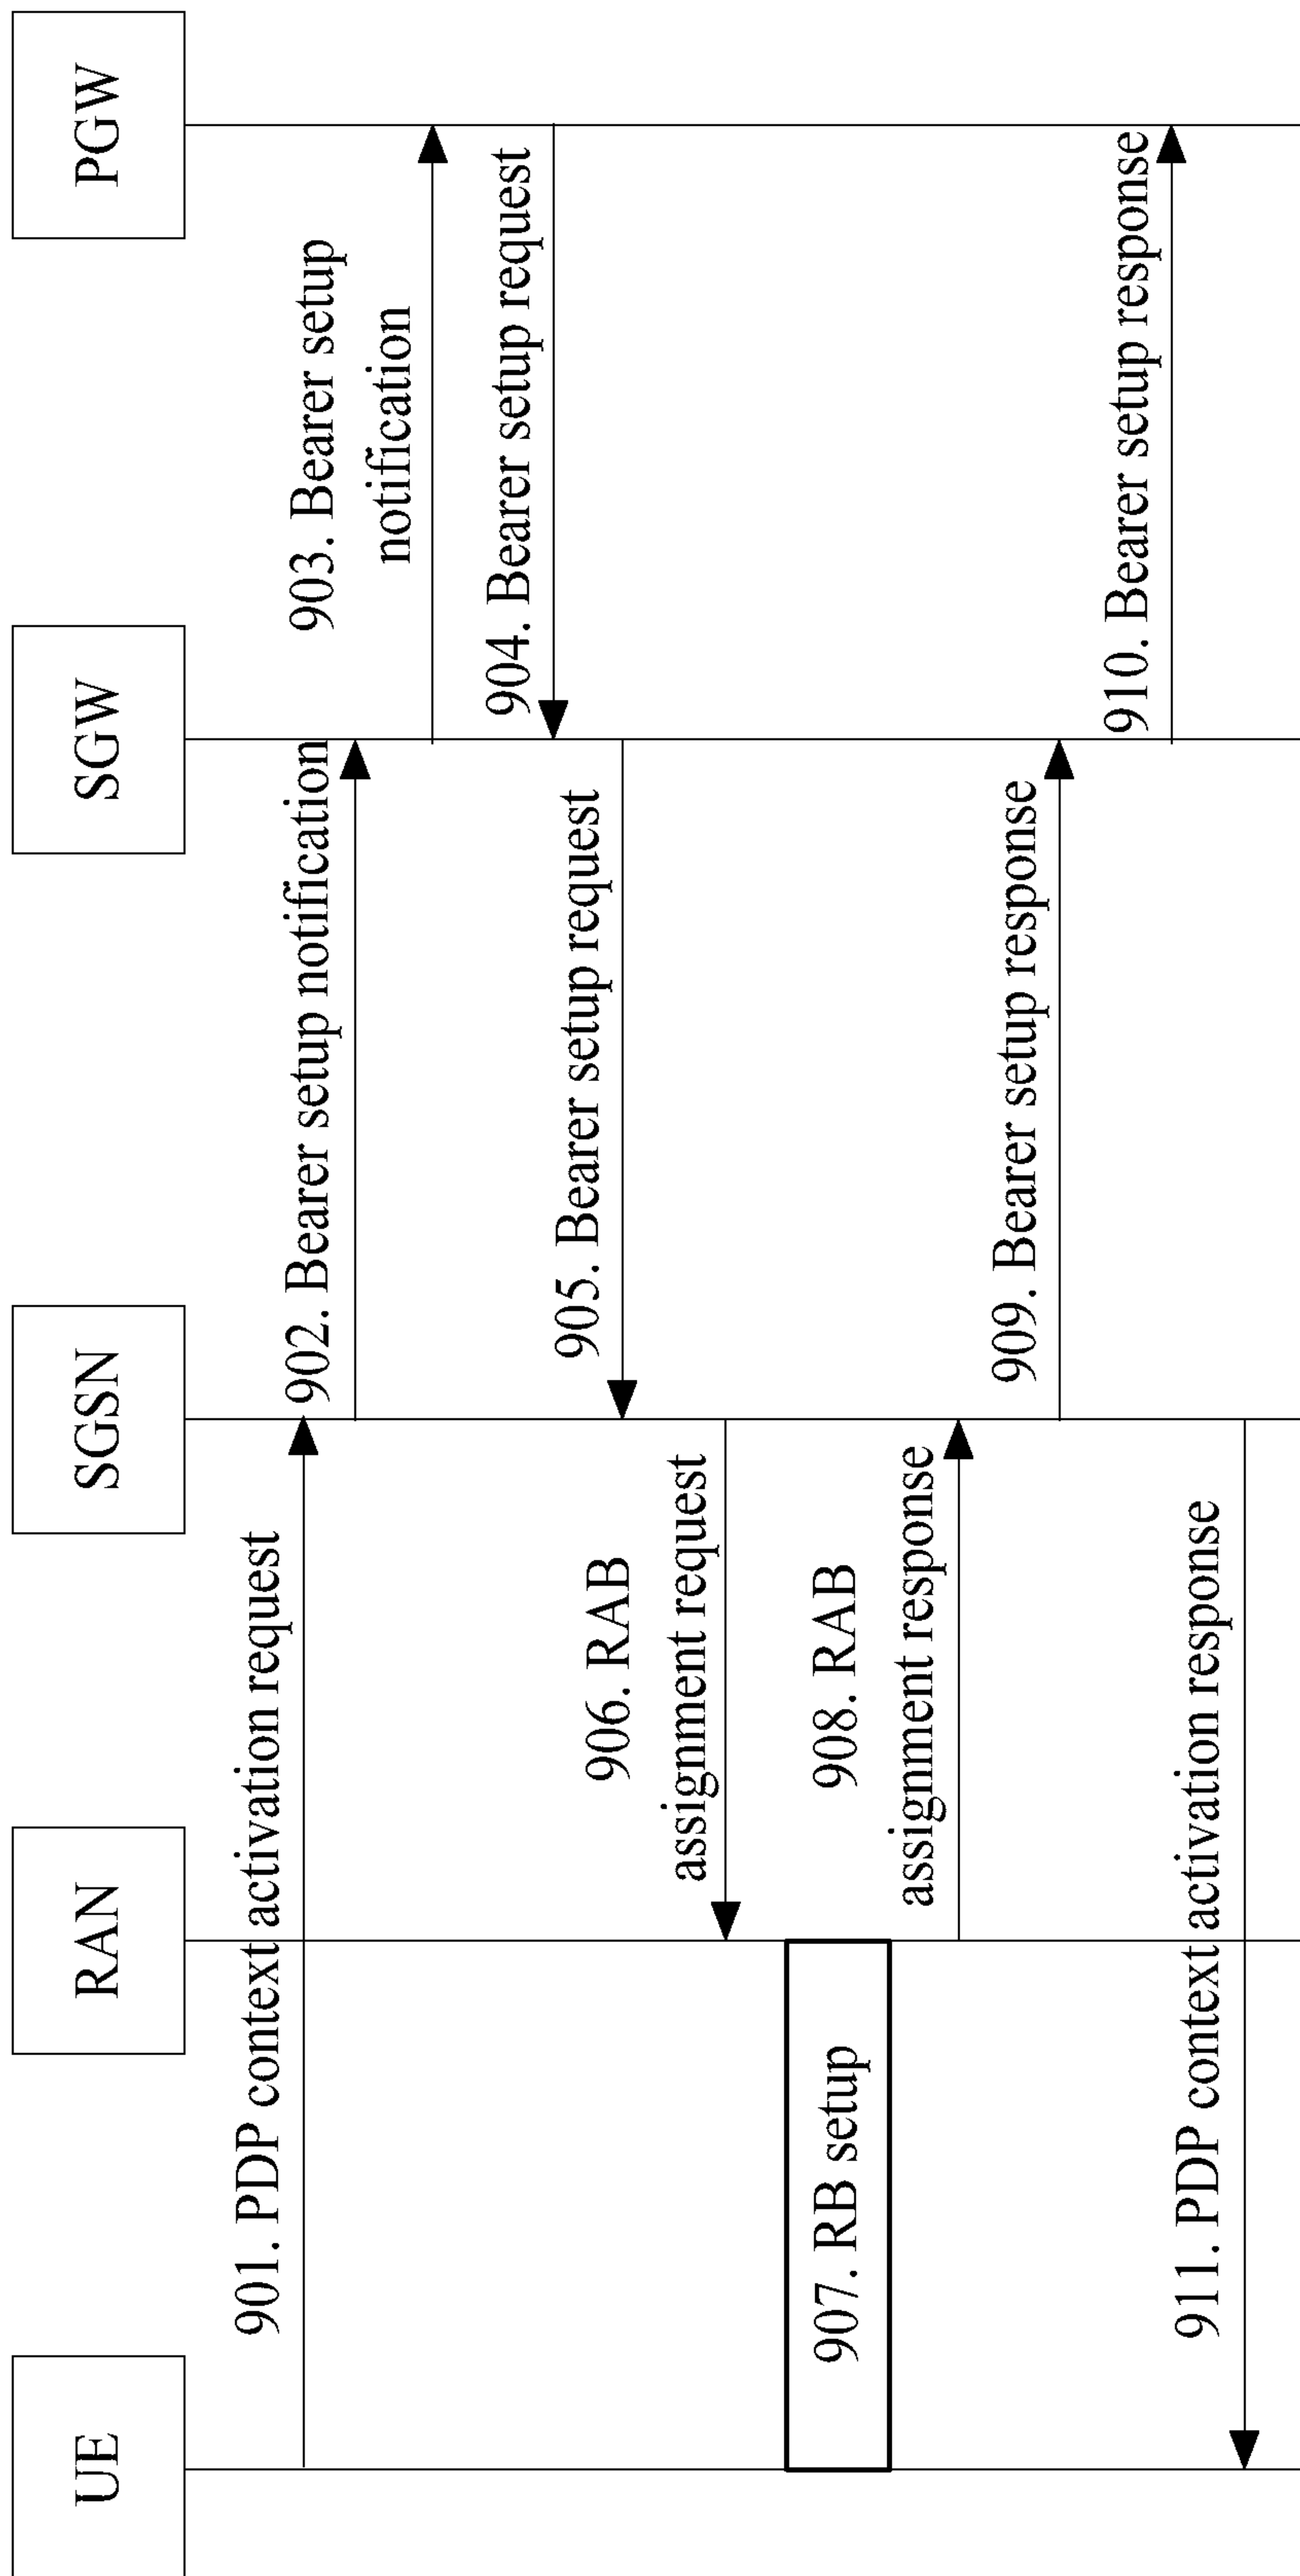 UE
RAN
SGSN
SGW
PGW
901. PDP context activation request
902. Bearer setup notification
903. Bearer setup
notification
904. Bearer setup request
905. Bearer setup request
906. RAB
assignment request
907. RB setup
908. RAB
assignment response
909. Bearer setup response
910. Bearer setup response
911. PDP context activation response